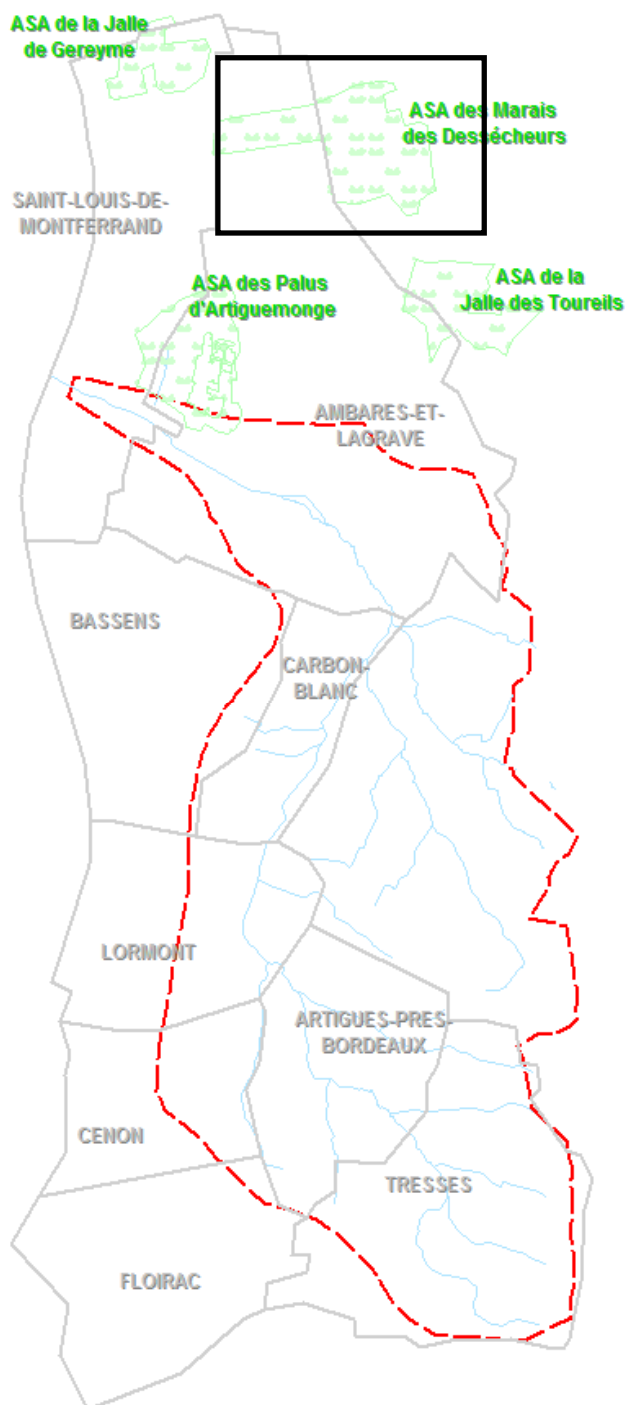 ASA de la Jalle
de Gereyme
ASA des Marais
des Dessécheurs
SAINT-LOUIS-DE-
MONTFERRAND
ASA des Palus
d'Artiguemonge
ASA de la
Jalle des Toureils
AMBARES-ET-
LAGRAVE
BASSENS
CARBON-
BLANC
LORMONT
ARTIGUES-PRES-
BORDEAUX
CENON
TRESSES
FLOIRAC